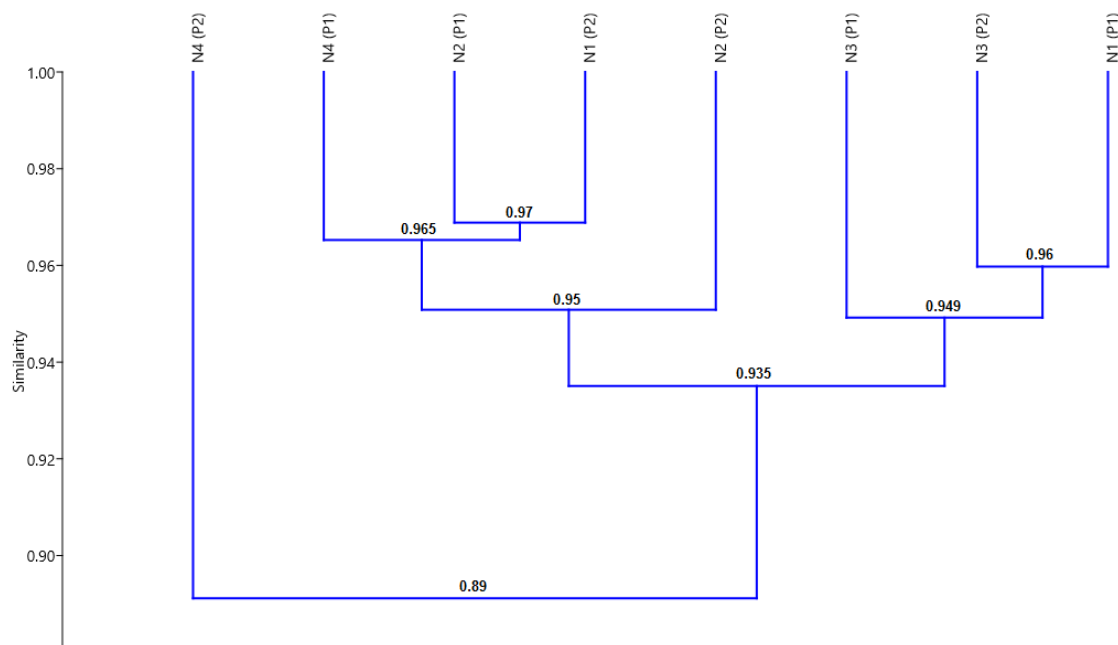 N4 (P2)
N4 (P1)
N2 (P1)
N1 (P2)
N2 (P2)
N3 (P1)
N3 (P2)
N1 (P1)
1.00
0.98
0.97
0.965
0.96
0.96
0.95
0.949
Similarity
0.94
0.935
0.92
0.90
0.89